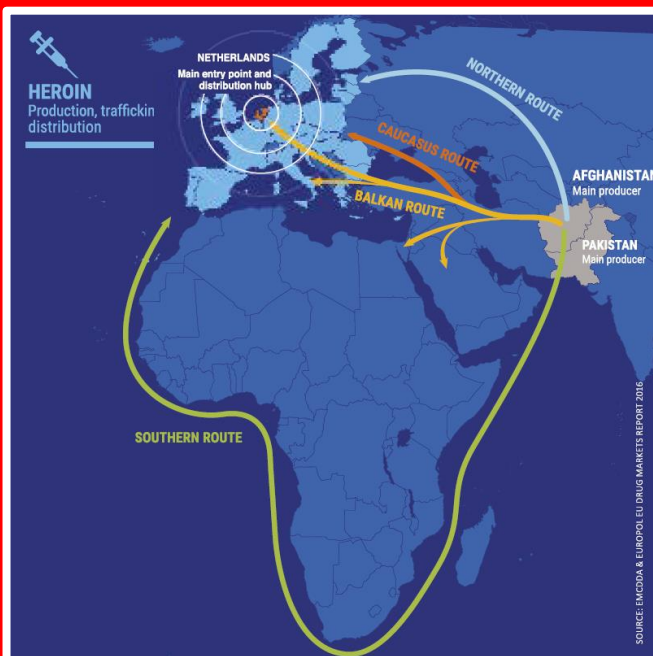 HEROIN
Production, traffickin
distribution
NETHERLANDS
Main entry point and
distribution hub
NORTHERN ROUTE
CAUCASUS ROUTE
BALKAN ROUTE
AFGHANISTAN
Main producer
PAKISTAN
Main producer
SOUTHERN ROUTE
SOURCE: EMCDDA & EUROPOL EU DRUG MARKETS REPORT 2016